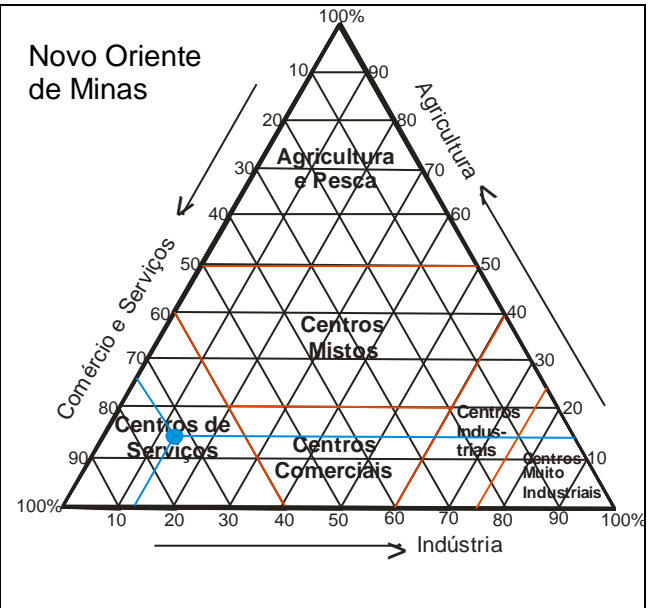 Novo Oriente
de Minas
100%
10
90
20
80
Agricultura
Agricultura
e Pesca
30
70
40
60
Comércio e Serviços
50
50
60
40
Centros
Mistos
70
30
80
20
Centros de
Serviços
Centros
Comerciais
Centros
Indus-
triais
90
10
Centros
Muito
Industriais
100%
10
20
30
40
50
60
70
80
90
100%
Indústria